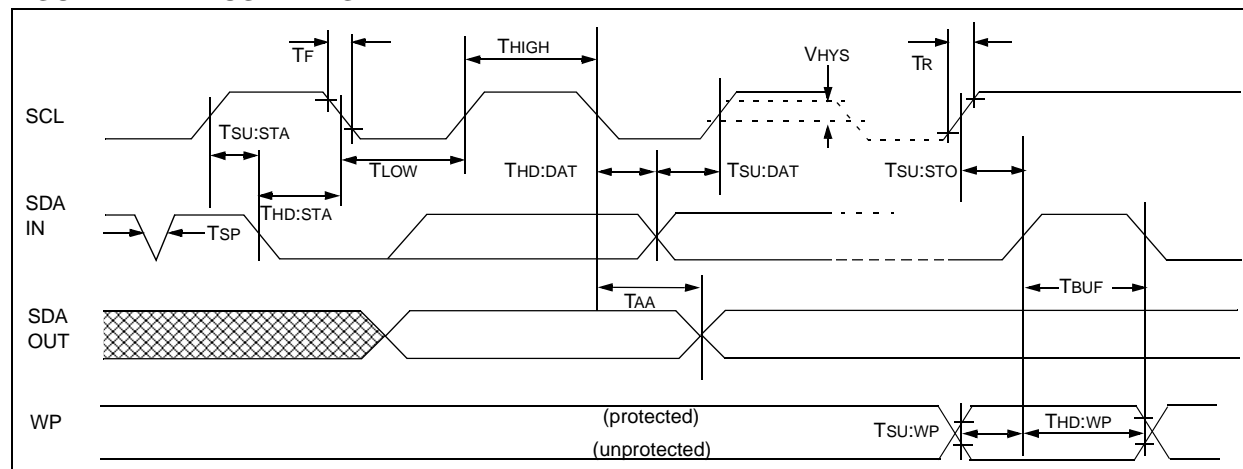 TF
THIGH
VHYS
TR
SCL
TSU:STA
TLOW
THD:DAT
TSU:DAT
TSU:STO
SDA
IN
TSP
THD:STA
TBUF
TAA
SDA
OUT
WP
(protected)
(unprotected)
TSU:WP
THD:WP